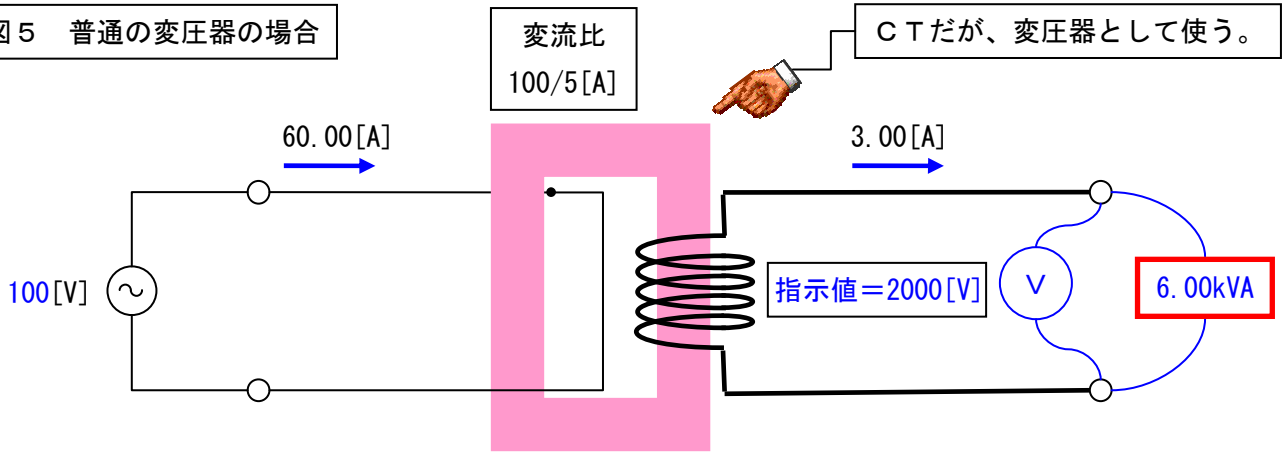 図5 普通の変圧器の場合
変流比
100/5[A]
CTだが、変圧器として使う。
60.00[A]
3.00[A]
100[V]
指示値=2000[V]
V
6.00kVA